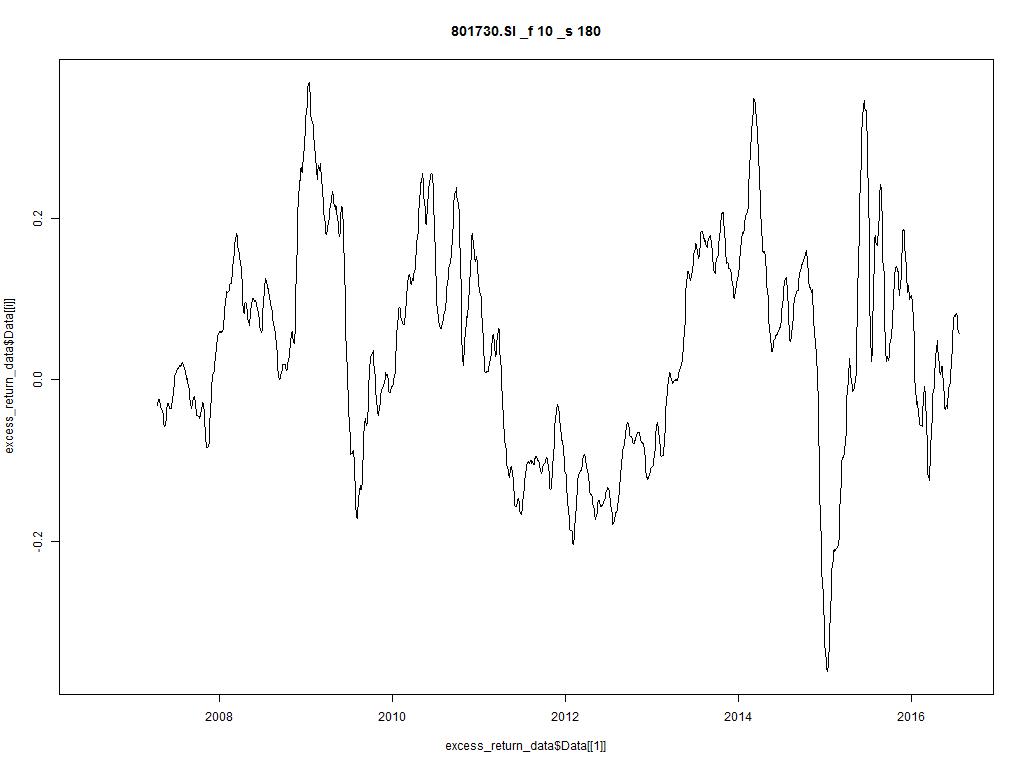 801730.SI _f 10 _s 180
excess_return_data$Data[[i]]
0.2
0.0
-0.2
2008 2010 2012 2014 2016
excess_return_data$Data[[1]]